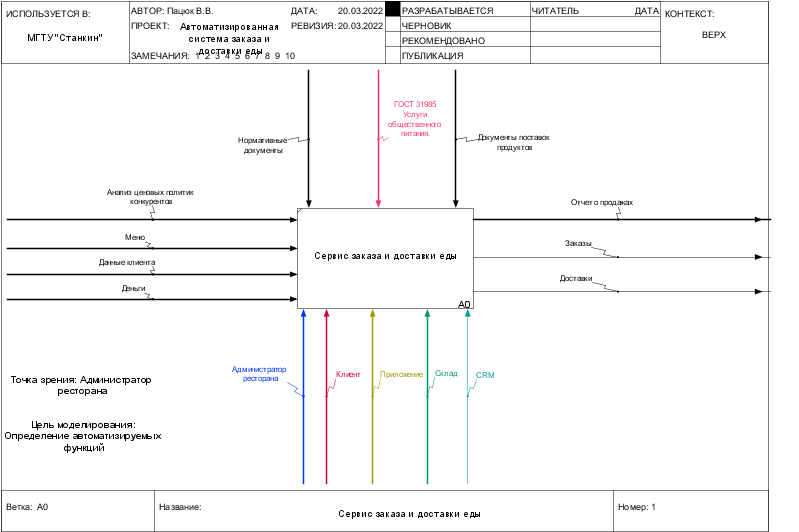 ИСПОЛЬЗУЕТСЯ В:
МГТУ "Станкин"
АВТОР: Пацюк В.В.
ДАТА: 20.03.2022
ПРОЕКТ: Автоматизированная
система заказа и
доставки еды
РЕВИЗИЯ: 20.03.2022
ЗАМЕЧАНИЯ: 1 2 3 4 5 6 7 8 9 10
РАЗРАБАТЫВАЕТСЯ
ЧЕРНОВИК
РЕКОМЕНДОВАНО
ПУБЛИКАЦИЯ
ЧИТАТЕЛЬ
ДАТА
КОНТЕКСТ:
ВЕРХ
Нормативные
документы
ГОСТ 31985
Услуги
общественного
питания.
Документы поставок
продуктов
Анализ ценовых политик
конкурентов
Меню
Данные клиента
Деньги
Сервис заказа и доставки еды
A0
Отчет о продажах
Заказы
Доставки
Администратор
ресторана
Клиент
Приложение
Склад
CRM
Точка зрения: Администратор
ресторана
Цель моделирования:
Определение автоматизируемых
функций
Ветка: A0
Название:
Сервис заказа и доставки еды
Номер: 1